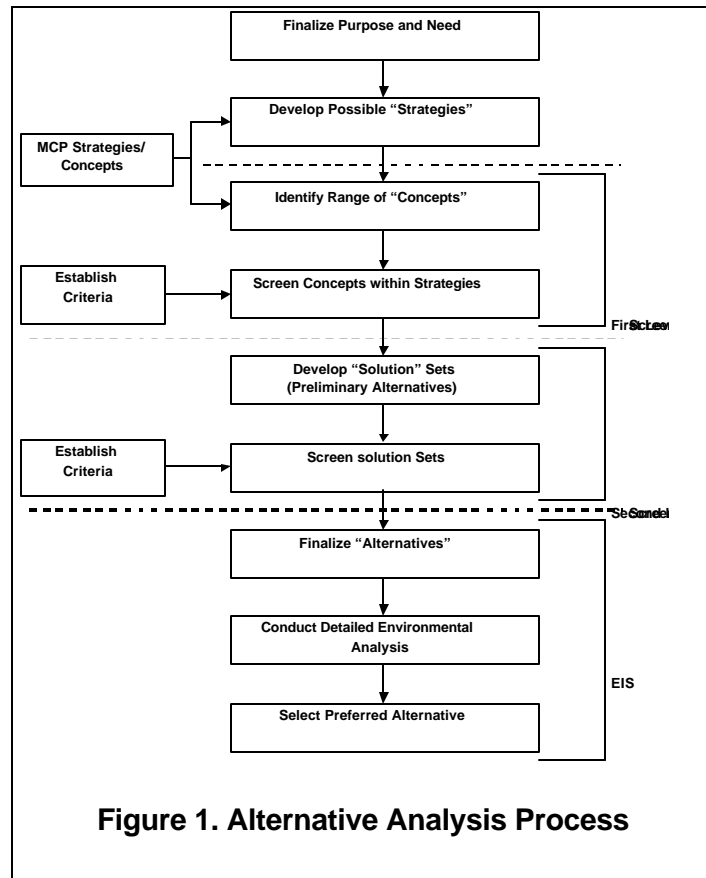 Finalize Purpose and Need
Develop Possible “Strategies”
MCP Strategies/
Concepts
Identify Range of “Concepts”
Establish
Criteria
Screen Concepts within Strategies
Develop “Solution” Sets
(Preliminary Alternatives)
Establish
Criteria
Screen solution Sets
Finalize “Alternatives”
Conduct Detailed Environmental
Analysis
EIS
Select Preferred Alternative
Figure 1. Alternative Analysis Process